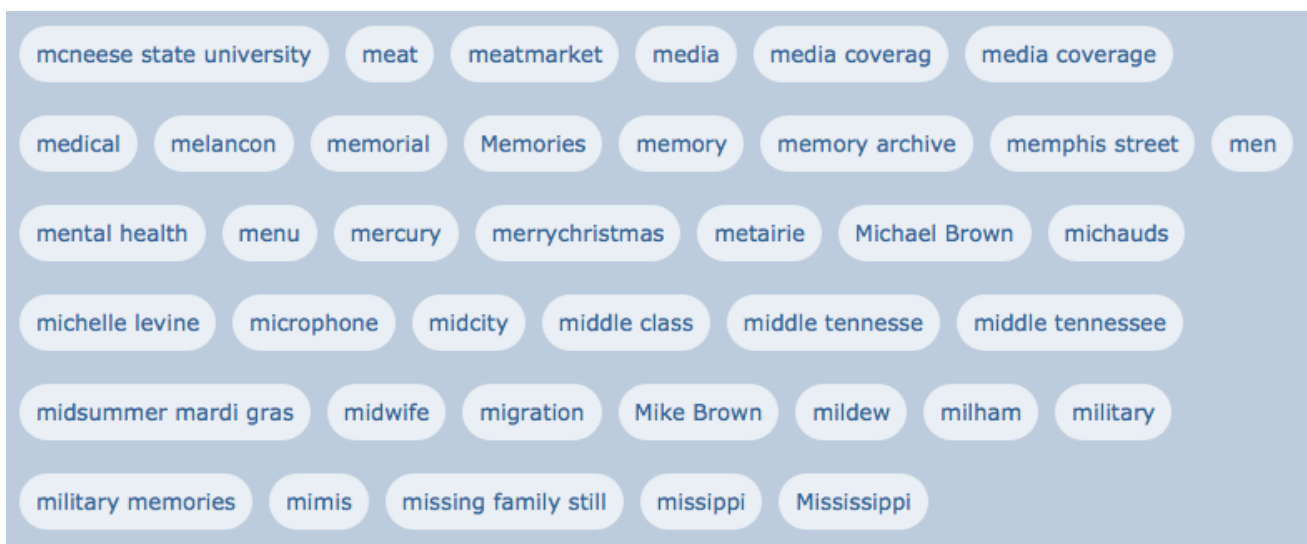 mcneese state university meat meatmarket media media coverag media coverage
medical melancon memorial Memories memory memory archive memphis street men
mental health menu mercury merrychristmas metairie Michael Brown michauds
michelle levine microphone midcity middle class middle tennesse middle tennessee
midsummer mardi gras midwife migration Mike Brown mildew milham military
military memories mimis missing family still missippi Mississippi